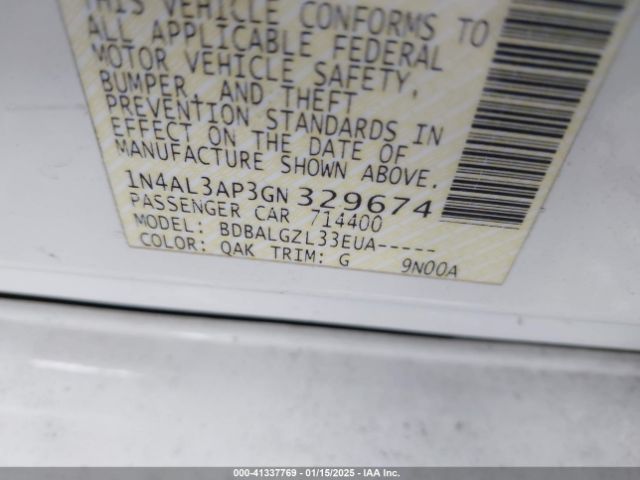 THIS VEHICLE CONFORMS TO
ALL APPLICABLE FEDERAL
MOTOR VEHICLE SAFETY,
BUMPER, AND THEFT
PREVENTION STANDARDS IN
EFFECT ON THE DATE OF
MANUFACTURE SHOWN ABOVE.
1N4AL3AP3GN329674
PASSENGER CAR 714400
MODEL: BDBALGZL33EUA-----
COLOR: QAK TRIM: G 9N00A
000-41337769 - 01/15/2025 - IAA Inc.